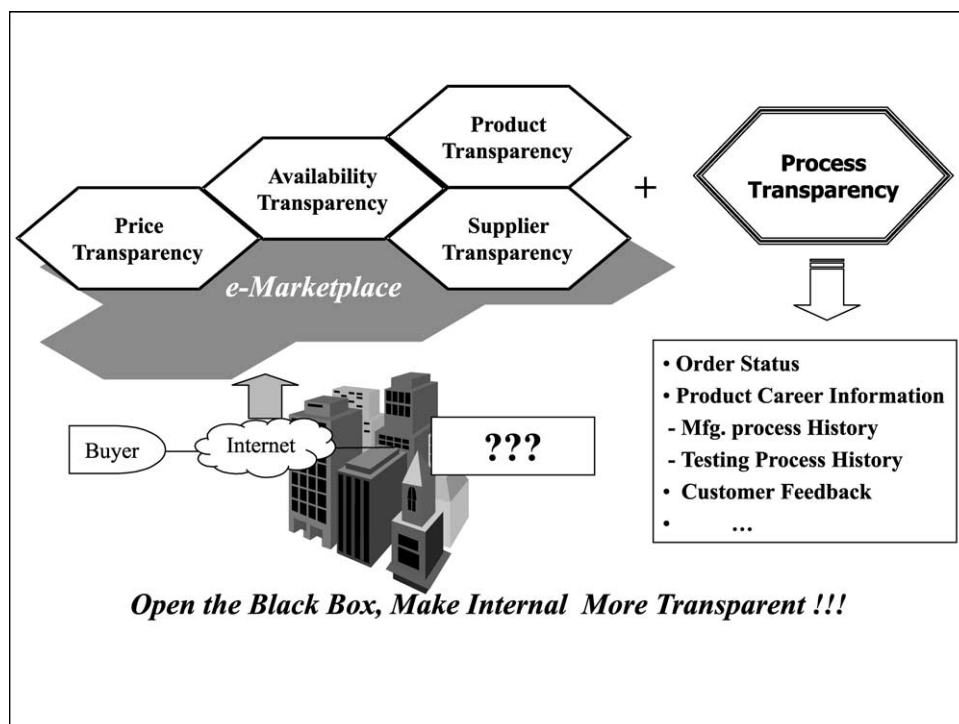 Product
Transparency
Availability
Transparency
Price
Transparency
Supplier
Transparency
+
Process
Transparency
e-Marketplace
• Order Status
• Product Career Information
- Mfg. process History
- Testing Process History
• Customer Feedback
• ...
Buyer
Internet
???
Open the Black Box, Make Internal More Transparent !!!